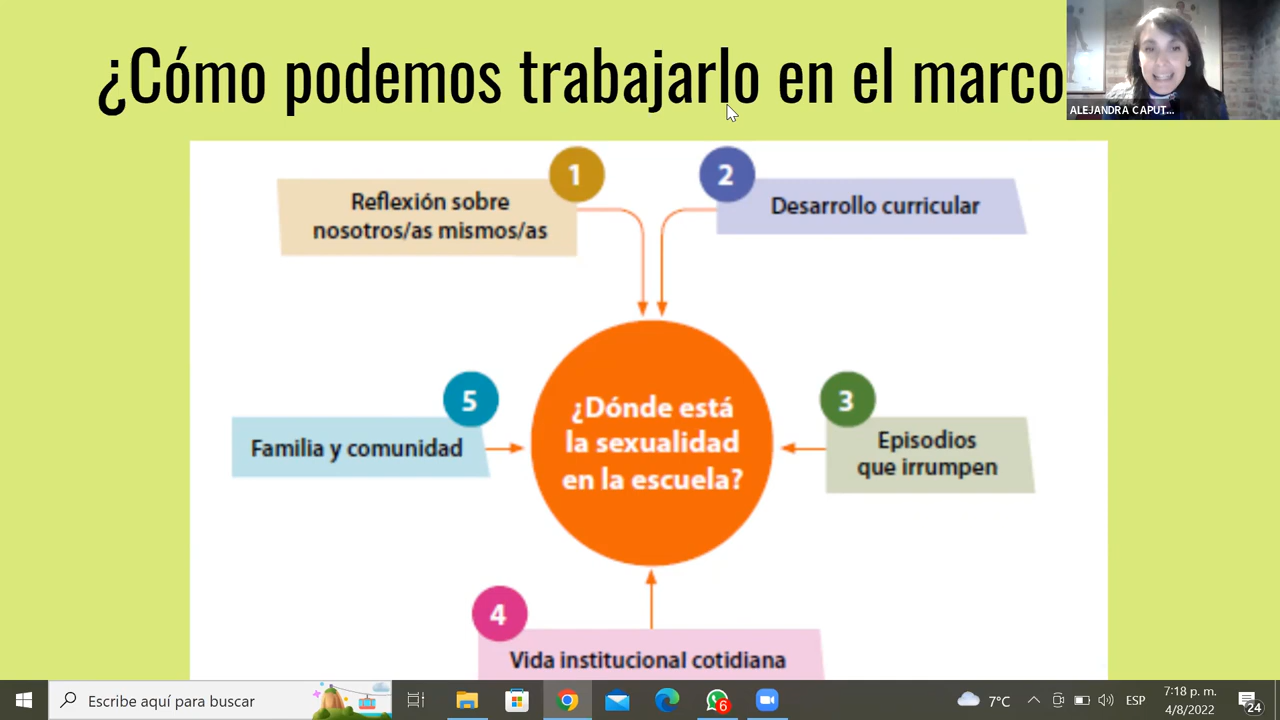 ¿Cómo podemos trabajarlo en el marco
ALEJANDRA CAPUT...
1
Reflexión sobre
nosotros/as mismos/as
2
Desarrollo curricular
5
Familia y comunidad
¿Dónde está
la sexualidad
en la escuela?
3
Episodios
que irrumpen
4
Vida institucional cotidiana
Escribe aquí para buscar
6
7°C
ESP
7:18 p. m.
4/8/2022
24